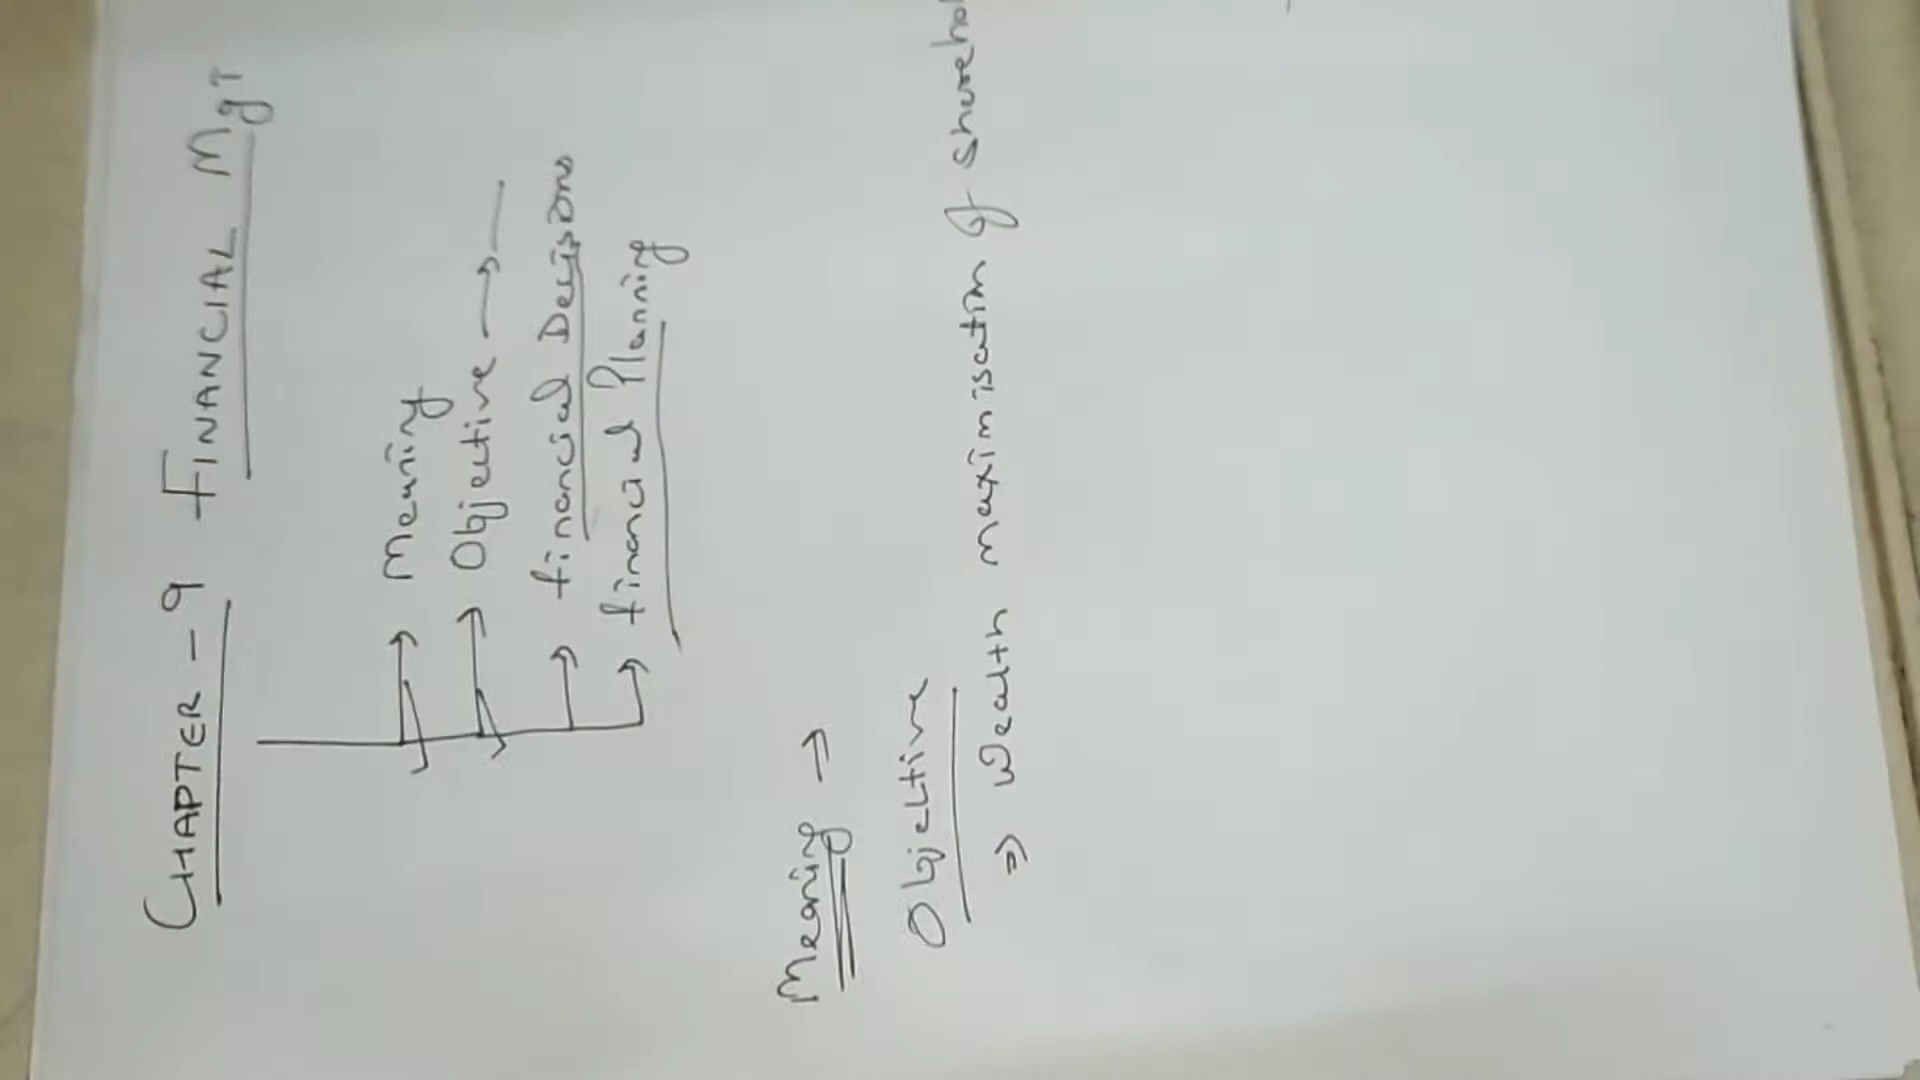 CHAPTER - 9 FINANCIAL MgT
→ Meaning
→ Objective →
→ financial Decisions
→ financial Planning
Meaning →
Objective
⇒ Wealth maximisation of